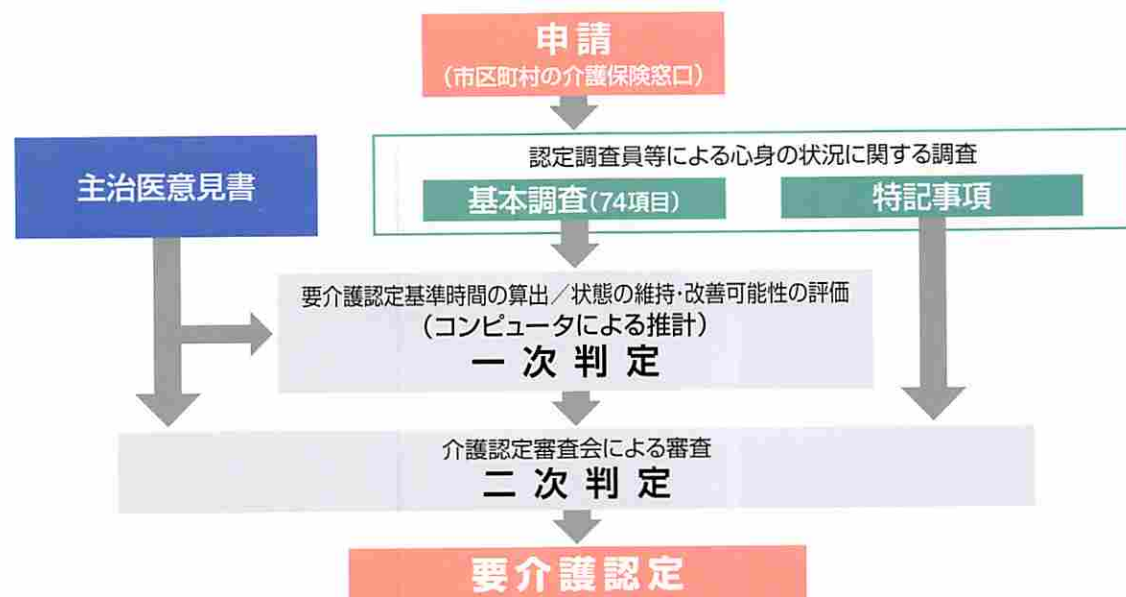 申請
(市区町村の介護保険窓口)
主治医意見書
認定調査員等による心身の状況に関する調査
基本調査(74項目)
特記事項
要介護認定基準時間の算出／状態の維持・改善可能性の評価
(コンピュータによる推計)
一次判定
介護認定審査会による審査
二次判定
要介護認定